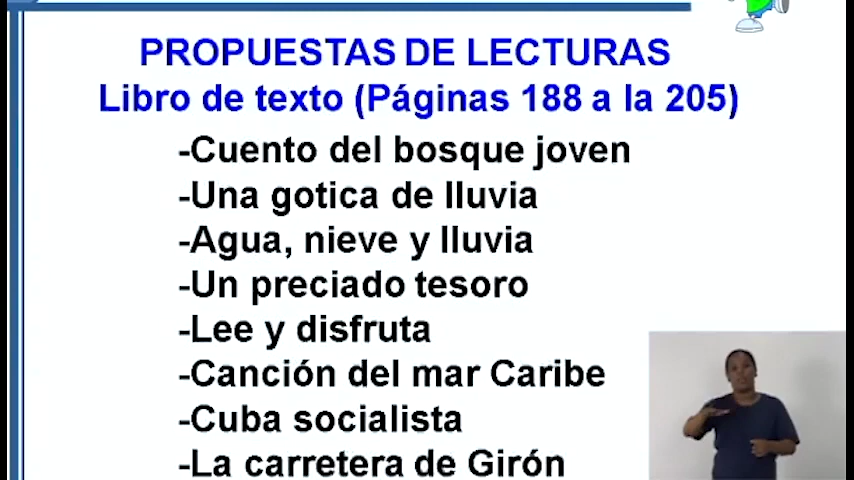 PROPUESTAS DE LECTURAS
Libro de texto (Páginas 188 a la 205)
-Cuento del bosque joven
-Una gotica de lluvia
-Agua, nieve y lluvia
-Un preciado tesoro
-Lee y disfruta
-Canción del mar Caribe
-Cuba socialista
-La carretera de Girón